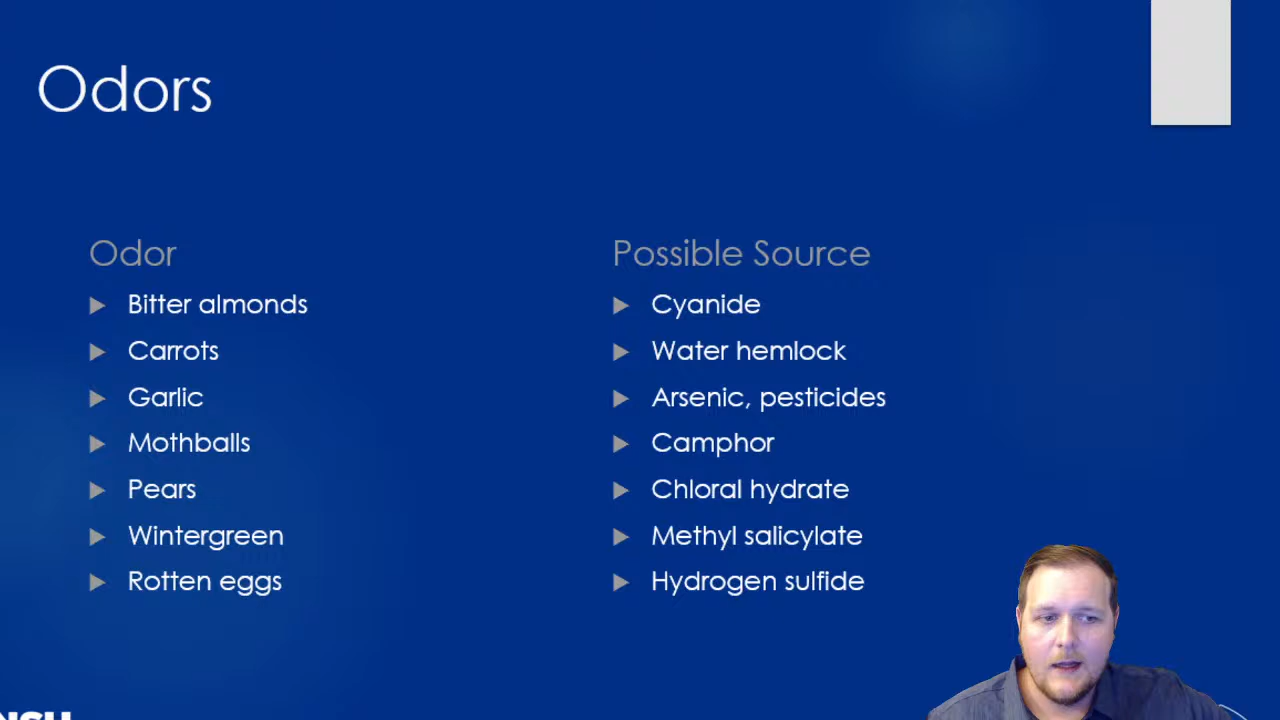 Odors
Odor
Bitter almonds
Carrots
Garlic
Mothballs
Pears
Wintergreen
Rotten eggs
Possible Source
Cyanide
Water hemlock
Arsenic, pesticides
Camphor
Chloral hydrate
Methyl salicylate
Hydrogen sulfide